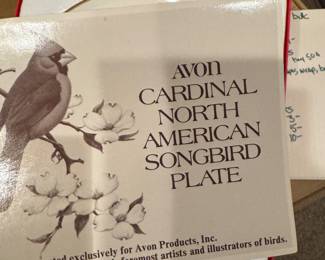 AVON
CARDINAL
NORTH
AMERICAN
SONGBIRD
PLATE
exclusively for Avon Products, Inc.
foremost artists and illustrators of birds.